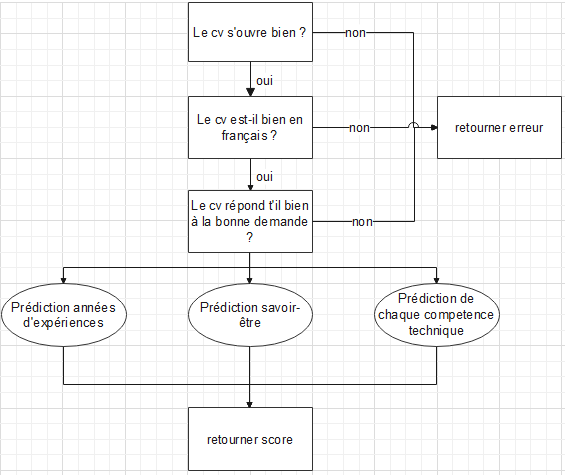 Le cv s'ouvre bien ?
non
oui
Le cv est-il bien en
français ?
non
retourner erreur
oui
Le cv répond t'il bien
à la bonne demande
?
non
Prédiction années
d'expériences
Prédiction savoir-
être
Prédiction de
chaque competence
technique
retourner score